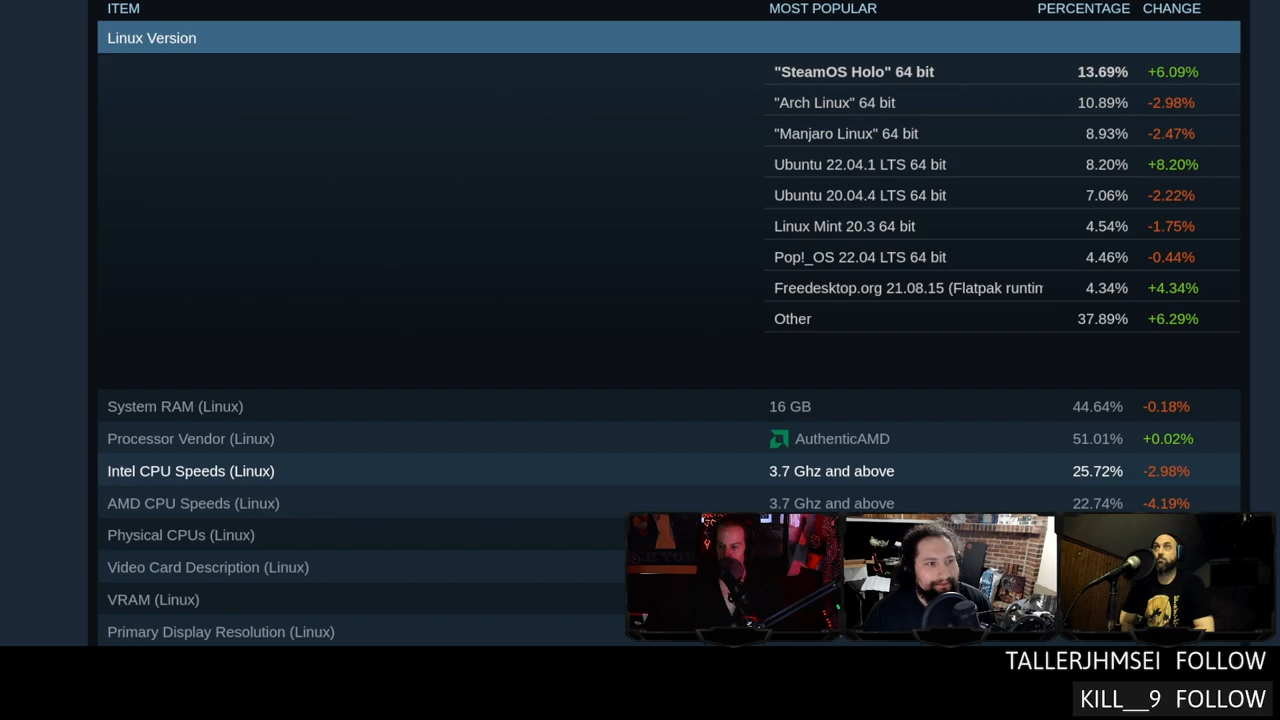 ITEM MOST POPULAR PERCENTAGE CHANGE
Linux Version
"SteamOS Holo" 64 bit 13.69% +6.09%
"Arch Linux" 64 bit 10.89% -2.98%
"Manjaro Linux" 64 bit 8.93% -2.47%
Ubuntu 22.04.1 LTS 64 bit 8.20% +8.20%
Ubuntu 20.04.4 LTS 64 bit 7.06% -2.22%
Linux Mint 20.3 64 bit 4.54% -1.75%
Pop!_OS 22.04 LTS 64 bit 4.46% -0.44%
Freedesktop.org 21.08.15 (Flatpak runtim 4.34% +4.34%
Other 37.89% +6.29%
System RAM (Linux) 16 GB 44.64% -0.18%
Processor Vendor (Linux) AuthenticAMD 51.01% +0.02%
Intel CPU Speeds (Linux) 3.7 Ghz and above 25.72% -2.98%
AMD CPU Speeds (Linux) 3.7 Ghz and above 22.74% -4.19%
Physical CPUs (Linux)
Video Card Description (Linux)
VRAM (Linux)
Primary Display Resolution (Linux)
TALLERJHMSEI FOLLOW
KILL__9 FOLLOW